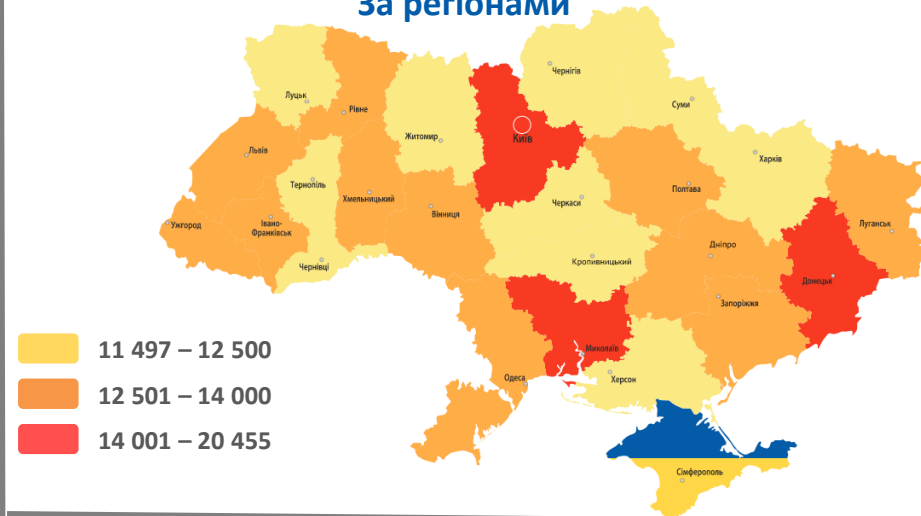 За регіонами
Чернігів
Луцьк
Суми
Рівне
Житомир
Київ
Львів
Харків
Тернопіль
Полтава
Хмельницький
Черкаси
Вінниця
Ужгород
Івано-
Франківськ
Луганськ
Дніпро
Чернівці
Кропивницький
Донецьк
Запоріжжя
11 497 – 12 500
Миколаїв
Одеса
Херсон
12 501 – 14 000
14 001 – 20 455
Сімферополь